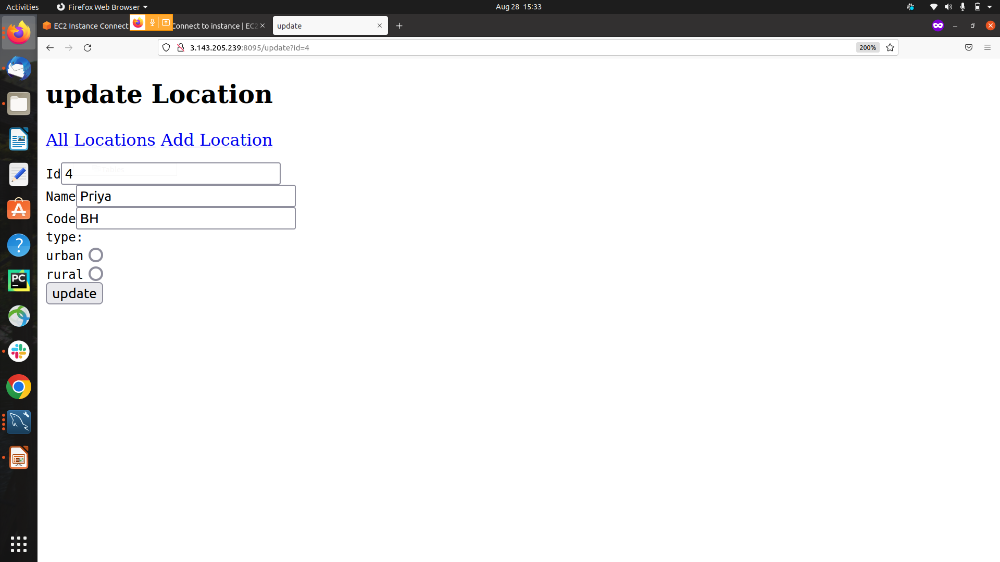 Activities
Firefox Web Browser
Aug 28 15:33
EC2 Instance Connect
Connect to instance | EC2
update
3.143.205.239:8095/update?id=4
200%
update Location
All Locations Add Location
Id 4
Tables
Name Priya
Code BH
type:
urban
rural
update
PC